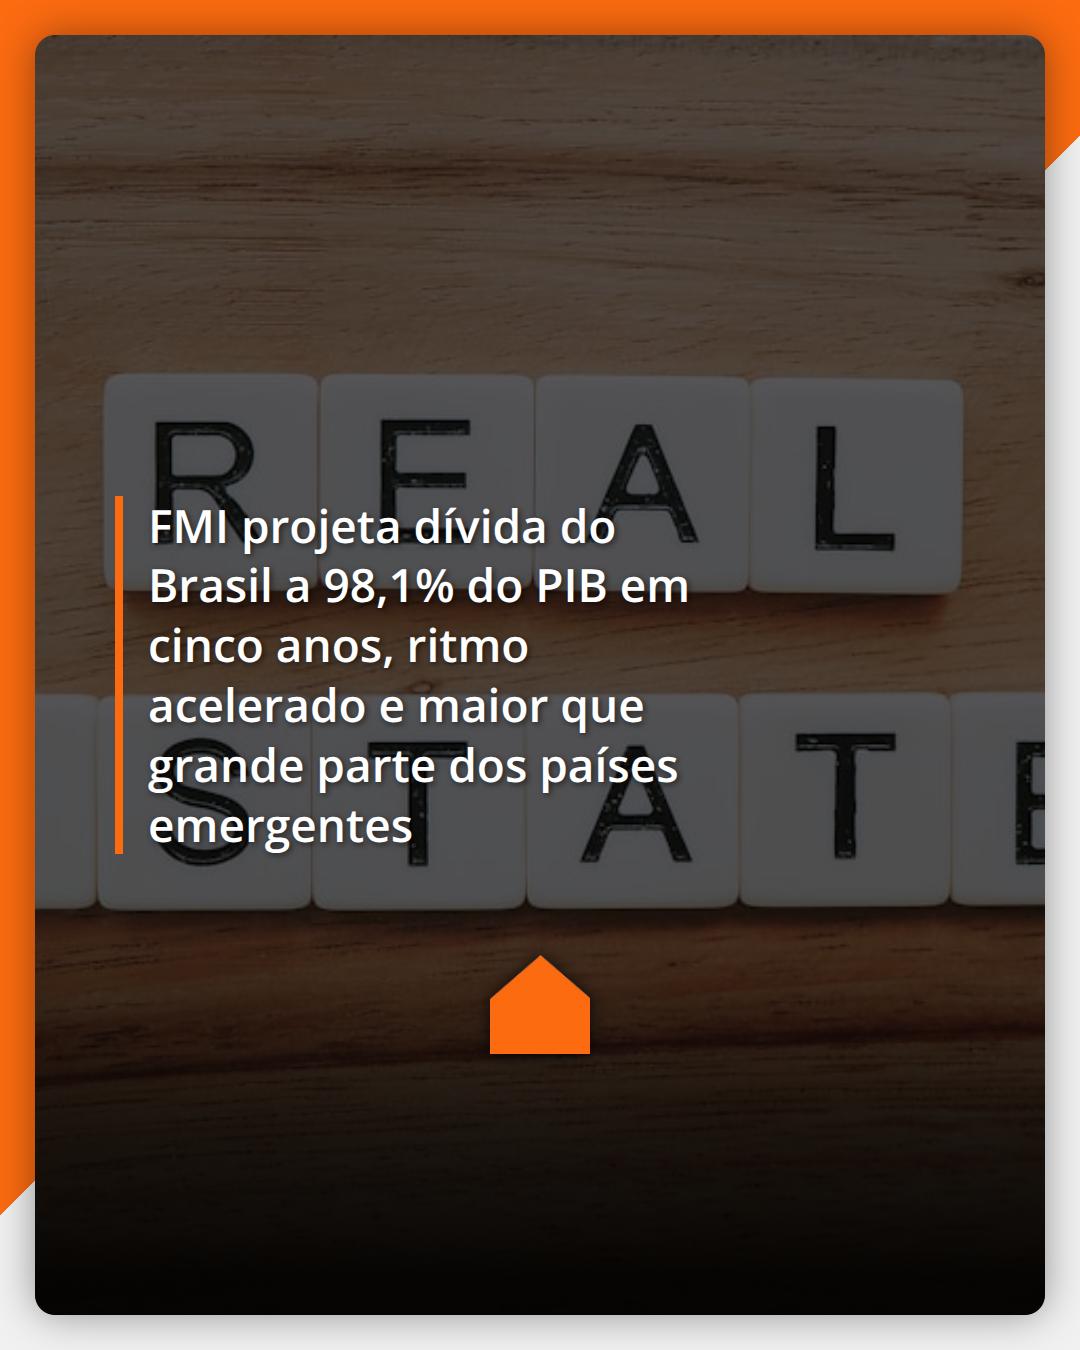 REAL
FMI projeta dívida do
Brasil a 98,1% do PIB em
cinco anos, ritmo
acelerado e maior que
grande parte dos países
emergentes
STATE